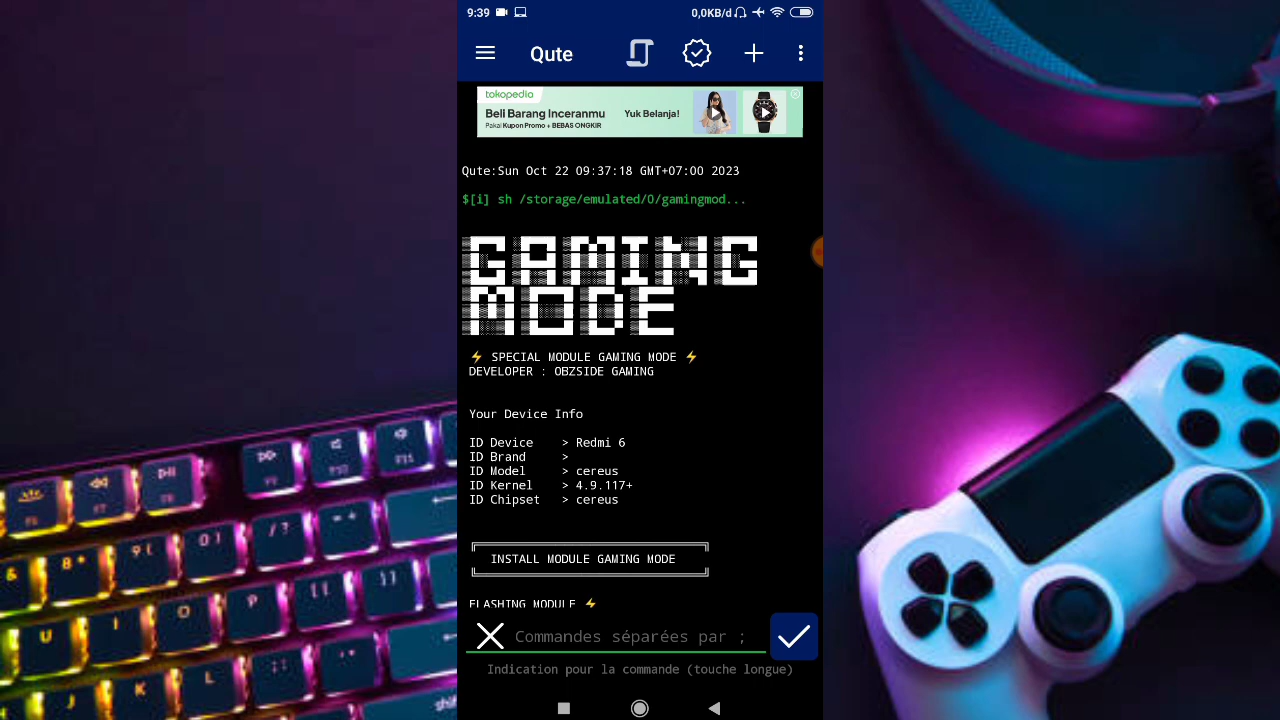 9:39
0,0KB/d
Qute
tokopedia
Beli Barang Inceranmu
Yuk Belanja!
Pakai Kupon Promo + BEBAS ONGKIR
Qute:Sun Oct 22 09:37:18 GMT+07:00 2023
$[i] sh /storage/emulated/0/gamingmod...
GAMING
MODE
⚡ SPECIAL MODULE GAMING MODE ⚡
DEVELOPER : OBZSIDE GAMING
Your Device Info
ID Device > Redmi 6
ID Brand >
ID Model > cereus
ID Kernel > 4.9.117+
ID Chipset > cereus
INSTALL MODULE GAMING MODE
FLASHING MODULE ⚡
Commandes séparées par ;
Indication pour la commande (touche longue)